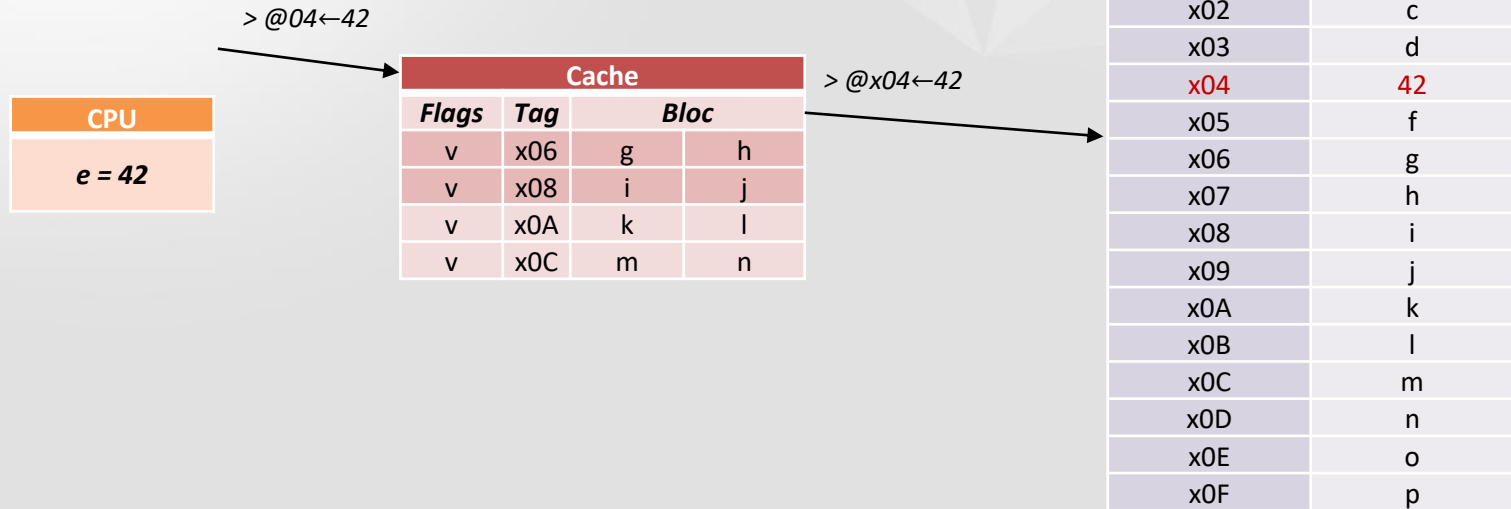 > @04←42
CPU
e = 42
Cache
Flags Tag Bloc
v x06 g h
v x08 i j
v x0A k l
v x0C m n
> @x04←42
x02 c
x03 d
x04 42
x05 f
x06 g
x07 h
x08 i
x09 j
x0A k
x0B l
x0C m
x0D n
x0E o
x0F p